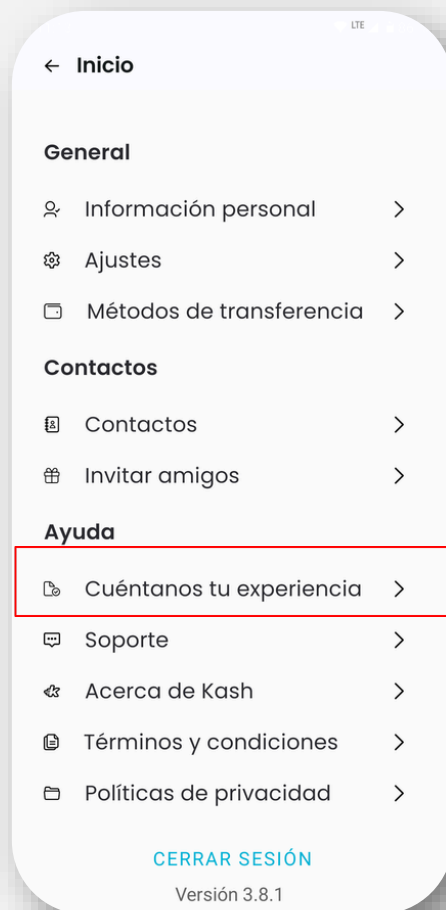 LTE
← Inicio
General
Información personal
Ajustes
Métodos de transferencia
Contactos
Contactos
Invitar amigos
Ayuda
Cuéntanos tu experiencia
Soporte
Acerca de Kash
Términos y condiciones
Políticas de privacidad
CERRAR SESIÓN
Versión 3.8.1